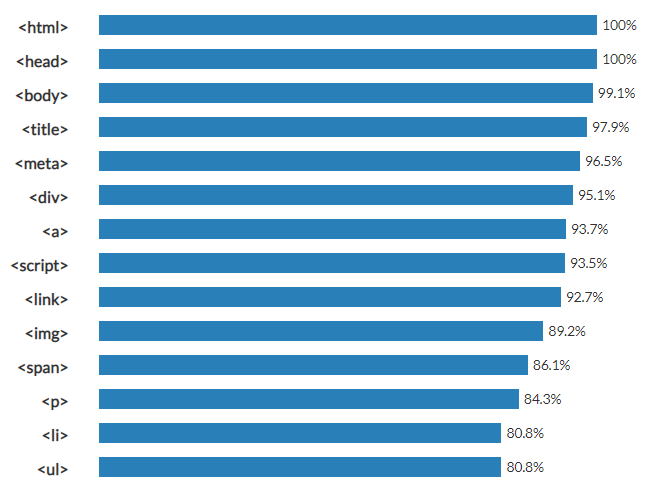 <html> 100%
<head> 100%
<body> 99.1%
<title> 97.9%
<meta> 96.5%
<div> 95.1%
<a> 93.7%
<script> 93.5%
<link> 92.7%
<img> 89.2%
<span> 86.1%
<p> 84.3%
<li> 80.8%
<ul> 80.8%